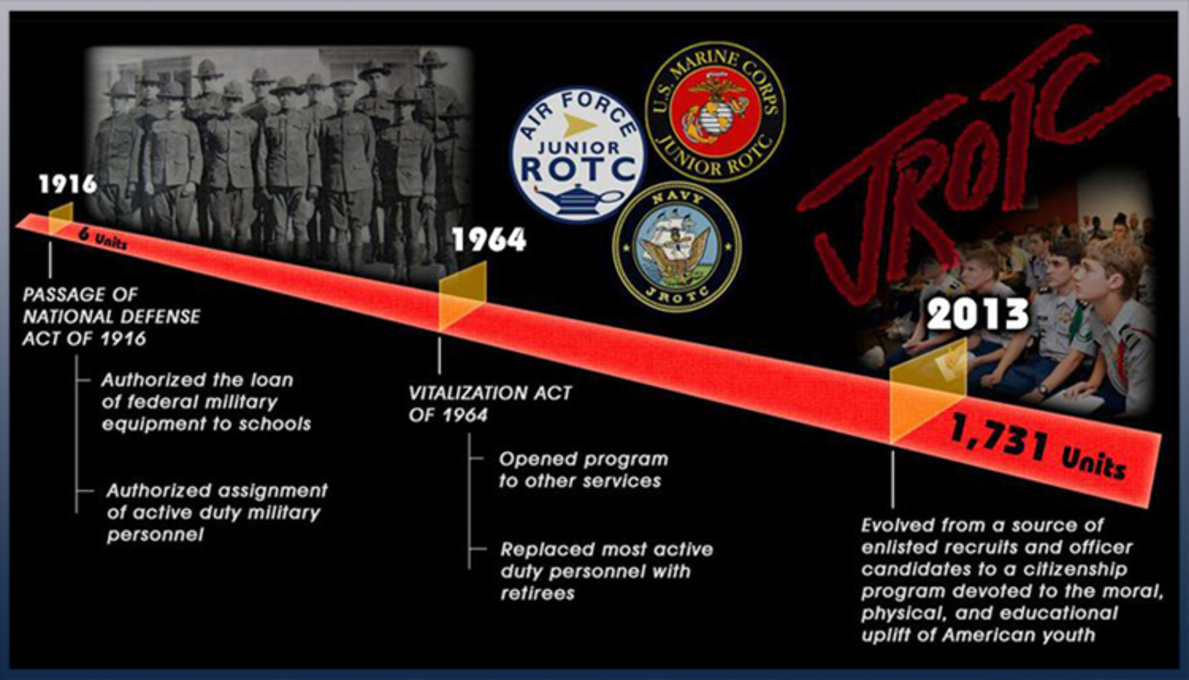 1916
6 Units
PASSAGE OF
NATIONAL DEFENSE
ACT OF 1916
Authorized the loan
of federal military
equipment to schools
Authorized assignment
of active duty military
personnel
1964
VITALIZATION ACT
OF 1964
Opened program
to other services
Replaced most active
duty personnel with
retirees
AIR FORCE
JUNIOR
ROTC
U.S. MARINE CORPS
JUNIOR ROTC
NAVY
JROTC
JROTC
2013
1,731 Units
Evolved from a source of
enlisted recruits and officer
candidates to a citizenship
program devoted to the moral,
physical, and educational
uplift of American youth